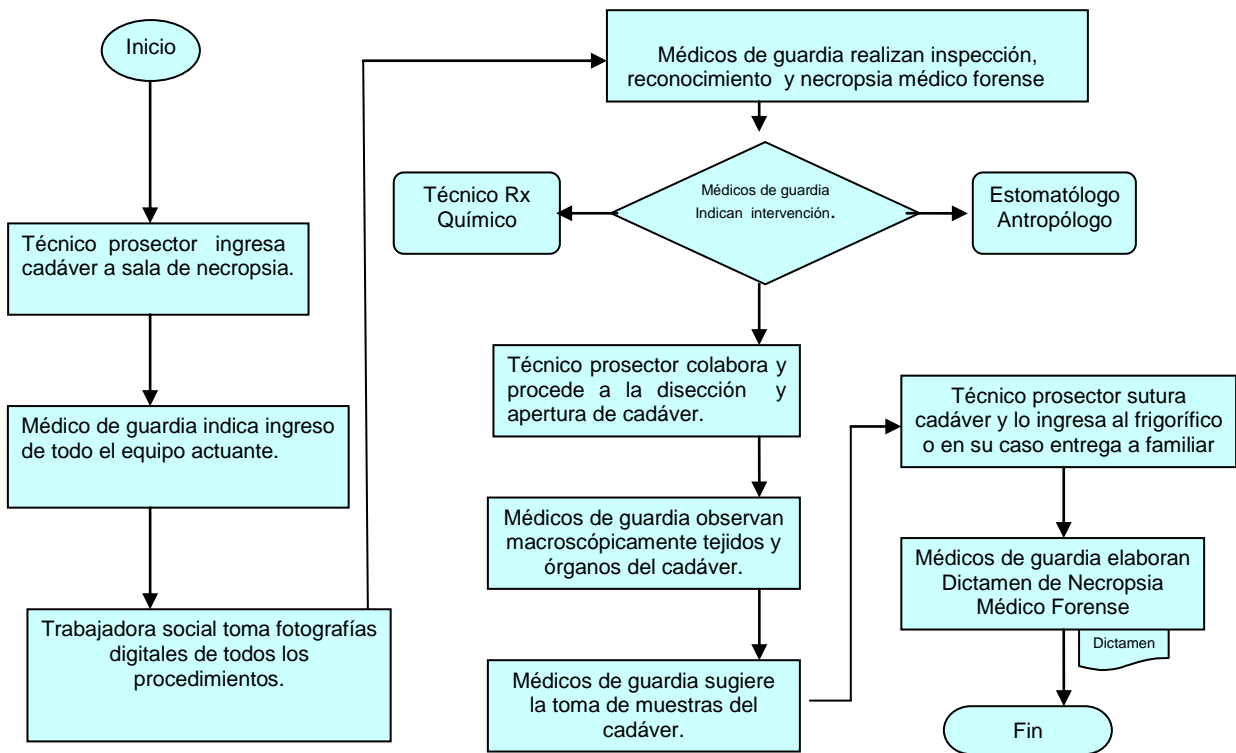 Inicio
Técnico prosector ingresa
cadáver a sala de necropsia.
Médico de guardia indica ingreso
de todo el equipo actuante.
Trabajadora social toma fotografías
digitales de todos los
procedimientos.
Médicos de guardia realizan inspección,
reconocimiento y necropsia médico forense
Médicos de guardia
Indican intervención.
Técnico Rx
Químico
Estomatólogo
Antropólogo
Técnico prosector colabora y
procede a la disección y
apertura de cadáver.
Médicos de guardia observan
macroscópicamente tejidos y
órganos del cadáver.
Médicos de guardia sugiere
la toma de muestras del
cadáver.
Técnico prosector sutura
cadáver y lo ingresa al frigorífico
o en su caso entrega a familiar
Médicos de guardia elaboran
Dictamen de Necropsia
Médico Forense
Dictamen
Fin